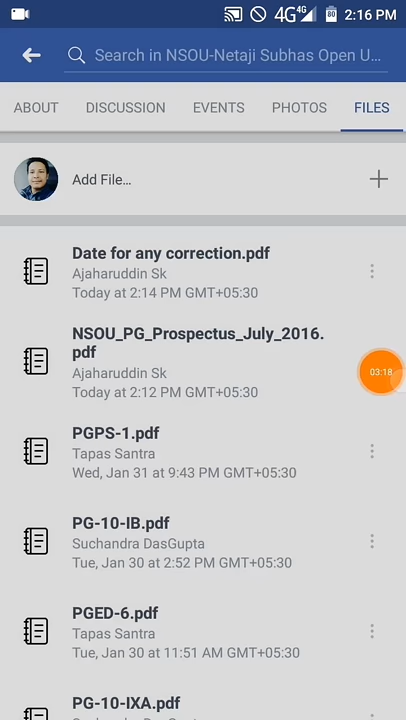 4G 4G 80 2:16 PM
Search in NSOU-Netaji Subhas Open U...
ABOUT DISCUSSION EVENTS PHOTOS FILES
Add File...
Date for any correction.pdf
Ajaharuddin Sk
Today at 2:14 PM GMT+05:30
NSOU_PG_Prospectus_July_2016.
pdf
Ajaharuddin Sk
Today at 2:12 PM GMT+05:30
03:18
PGPS-1.pdf
Tapas Santra
Wed, Jan 31 at 9:43 PM GMT+05:30
PG-10-IB.pdf
Suchandra DasGupta
Tue, Jan 30 at 2:52 PM GMT+05:30
PGED-6.pdf
Tapas Santra
Tue, Jan 30 at 11:51 AM GMT+05:30
PG-10-IXA.pdf